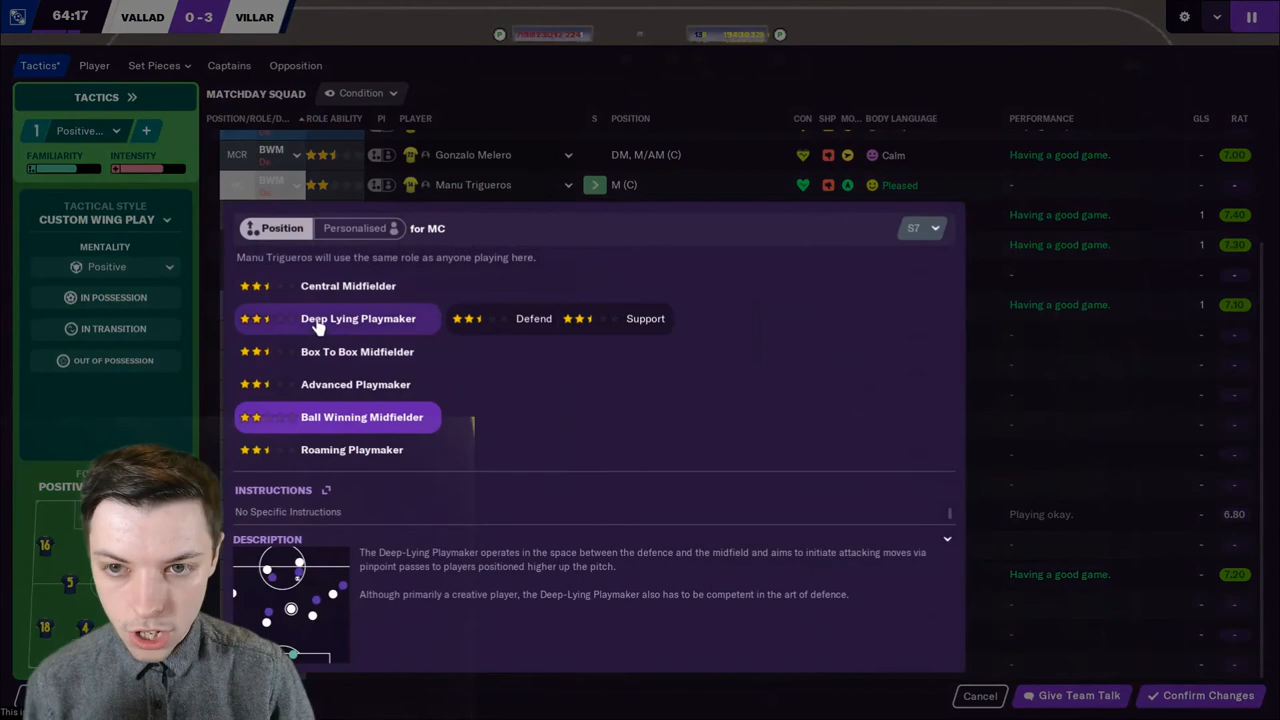 64:17 VALLAD 0 - 3 VILLAR
P P
Tactics* Player Set Pieces Captains Opposition
TACTICS MATCHDAY SQUAD Condition
POSITION/ROLE/D... ROLE ABILITY PI PLAYER S POSITION CON SHP MO... BODY LANGUAGE PERFORMANCE GLS RAT
1 Positive... +
FAMILIARITY INTENSITY
MCR BWM De Gonzalo Melero DM, M/AM (C) Calm Having a good game. - 7.00
BWM Manu Trigueros M (C) Pleased - -
TACTICAL STYLE
CUSTOM WING PLAY
MENTALITY
Positive
IN POSSESSION
IN TRANSITION
OUT OF POSSESSION
Position Personalised for MC S7
Manu Trigueros will use the same role as anyone playing here.
Central Midfielder
Deep Lying Playmaker Defend Support
Box To Box Midfielder
Advanced Playmaker
Ball Winning Midfielder
Roaming Playmaker
INSTRUCTIONS
No Specific Instructions
DESCRIPTION
The Deep-Lying Playmaker operates in the space between the defence and the midfield and aims to initiate attacking moves via
pinpoint passes to players positioned higher up the pitch.
Although primarily a creative player, the Deep-Lying Playmaker also has to be competent in the art of defence.
Having a good game. 1 7.40
Having a good game. 1 7.30
Having a good game. 1 7.10
Playing okay. - 6.80
Having a good game. - 7.20
POSITIV
16
5
18 4
Cancel Give Team Talk Confirm Changes